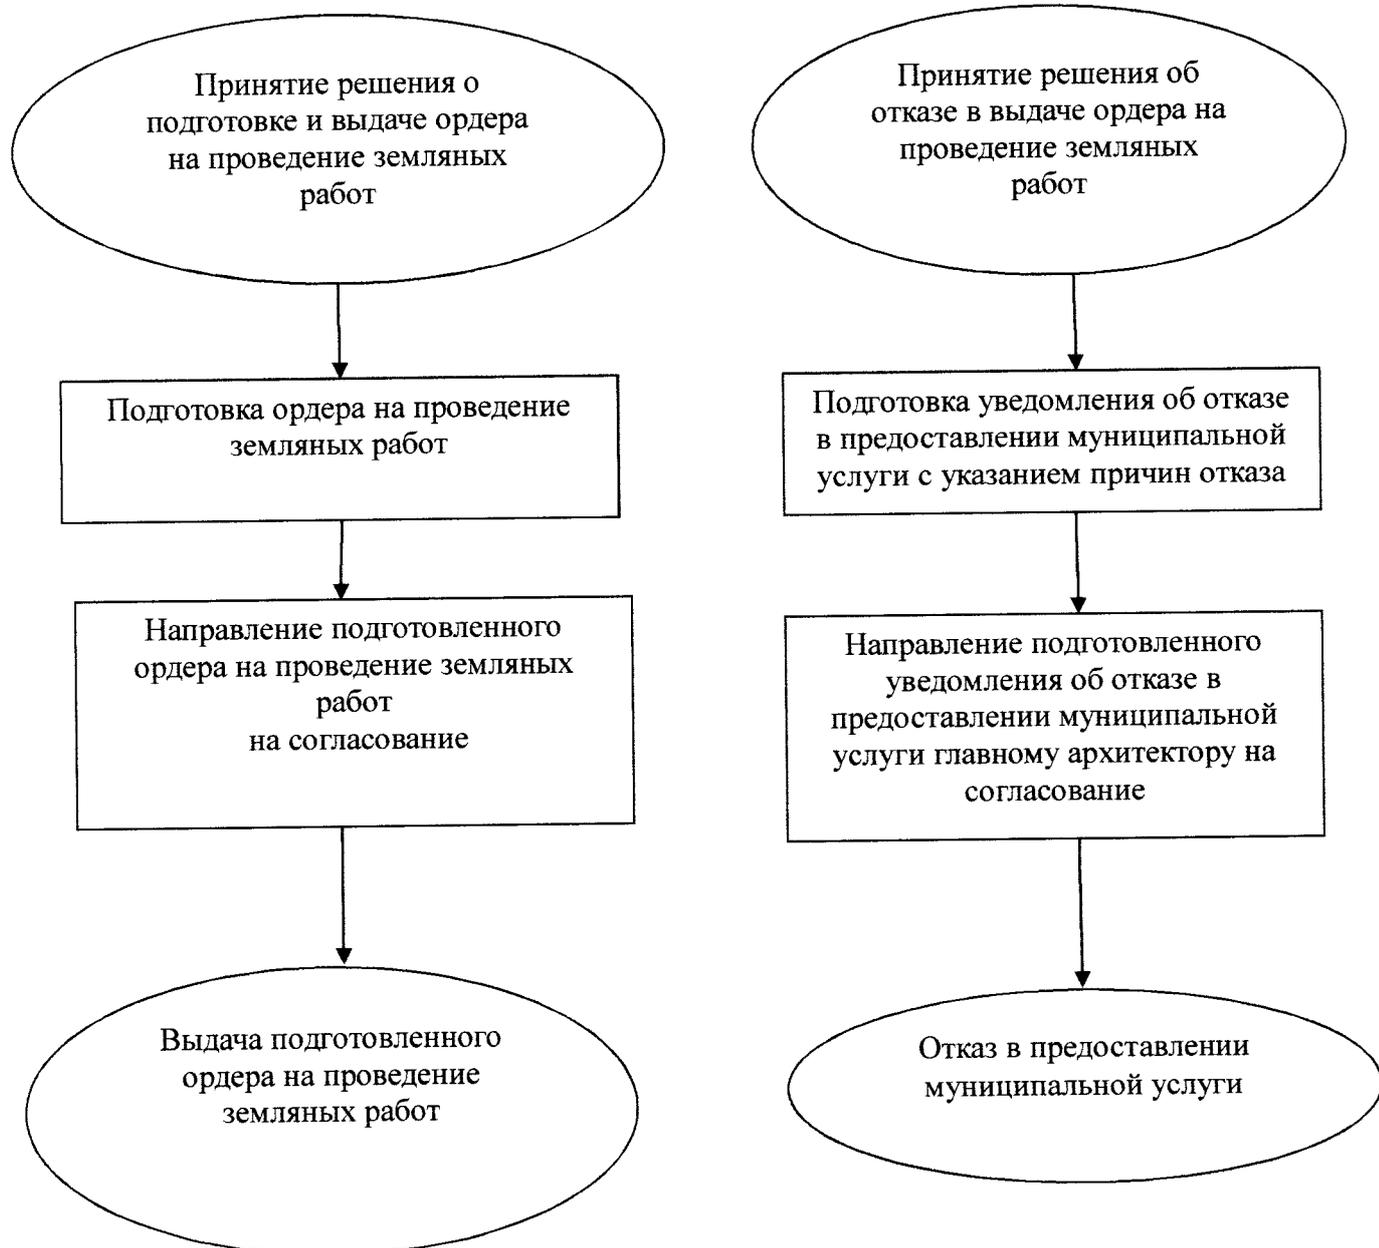 Принятие решения о
подготовке и выдаче ордера
на проведение земляных
работ
Подготовка ордера на проведение
земляных работ
Направление подготовленного
ордера на проведение земляных
работ
на согласование
Выдача подготовленного
ордера на проведение
земляных работ
Принятие решения об
отказе в выдаче ордера на
проведение земляных
работ
Подготовка уведомления об отказе
в предоставлении муниципальной
услуги с указанием причин отказа
Направление подготовленного
уведомления об отказе в
предоставлении муниципальной
услуги главному архитектору на
согласование
Отказ в предоставлении
муниципальной услуги